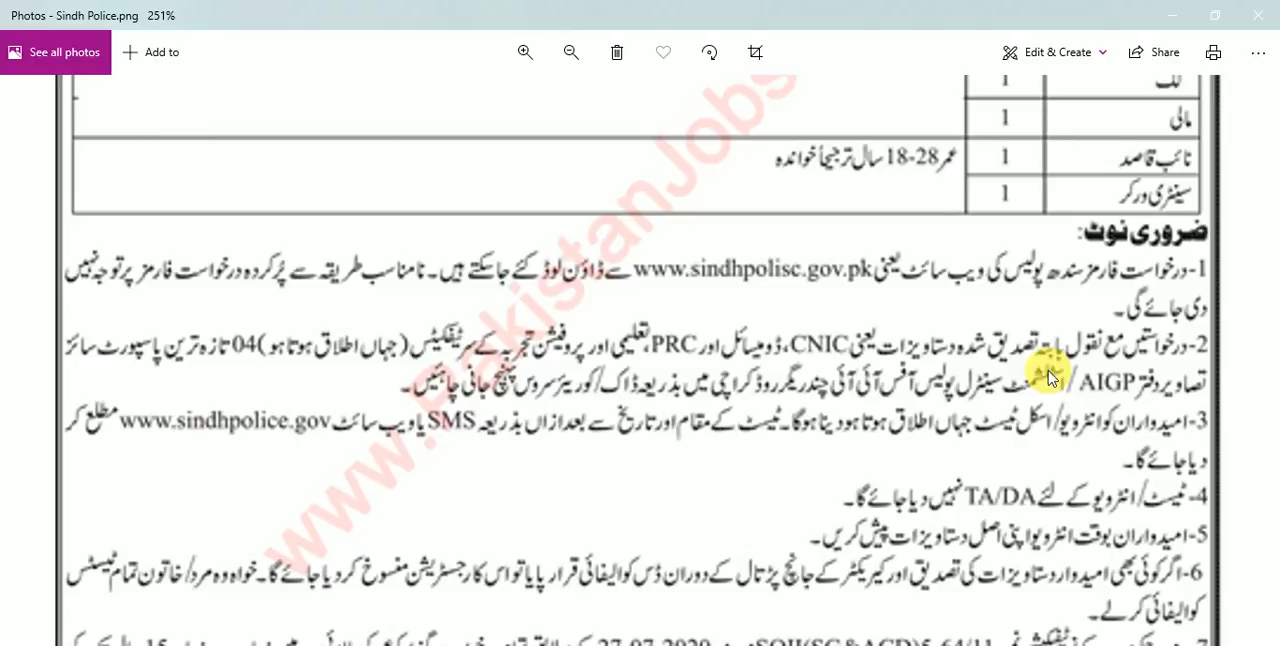 Photos - Sindh Police.png 251%
See all photos
Add to
Edit & Create
Share
لک 1
مالی 1
نائب قاصد 1 عمر 28-18 سال ترجیحاً خواندہ
سینٹری ورکر 1
ضروری نوٹ:
1- درخواست فارمز سندھ پولیس کی ویب سائٹ یعنی www.sindhpolisc.gov.pk سے ڈاؤن لوڈ کئے جاسکتے ہیں۔ نامناسب طریقہ سے پُر کردہ درخواست فارمز پر توجہ نہیں
دی جائے گی۔
2- درخواستیں مع نقول بابتہ تصدیق شدہ دستاویزات یعنی CNIC، ڈومیسائل اور PRC، تعلیمی اور پروفیشن تجربہ کے سرٹیفکیٹس (جہاں اطلاق ہوتا ہو) 04 تازہ ترین پاسپورٹ سائز
تصاویر دفتر AIGP/ سینٹرل پولیس آفس آئی آئی چندریگر روڈ کراچی میں بذریعہ ڈاک/کوریئر سروس پہنچ جانی چاہئیں۔
3- امیدواران کو انٹرویو/اسکل ٹیسٹ جہاں اطلاق ہوتا ہو دینا ہوگا۔ ٹیسٹ کے مقام اور تاریخ سے بعد ازاں بذریعہ SMS یا ویب سائٹ www.sindhpolice.gov مطلع کر
دیا جائے گا۔
4- ٹیسٹ/انٹرویو کے لئے TA/DA نہیں دیا جائے گا۔
5- امیدواران بوقت انٹرویو اپنی اصل دستاویزات پیش کریں۔
6- اگر کوئی بھی امیدوار دستاویزات کی تصدیق اور کیریکٹر کے جانچ پڑتال کے دوران ڈس کوالیفائی قرار پایا تو اس کا رجسٹریشن منسوخ کر دیا جائے گا۔ خواہ وہ مرد/خاتون تمام ٹیسٹس
کوالیفائی کرلے۔
www.PakistanJobs